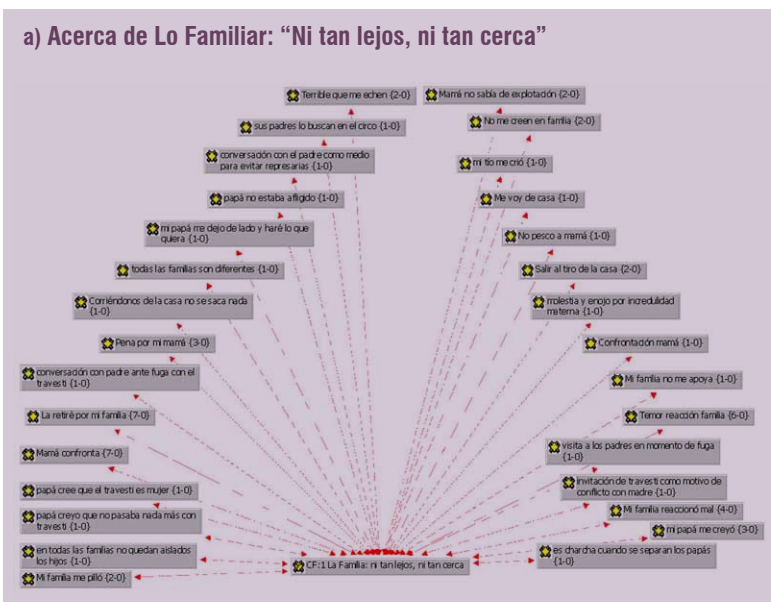 a) Acerca de Lo Familiar: “Ni tan lejos, ni tan cerca”
Terrible que me echen {2-0}
Mamá no sabía de explotación {2-0}
sus padres lo buscan en el circo {1-0}
No me creen en familia {2-0}
conversación con el padre como medio
para evitar represarias {1-0}
mi tío me crió {1-0}
papá no estaba afligido {1-0}
Me voy de casa {1-0}
mi papá me dejo de lado y haré lo que
quiera {1-0}
No pesco a mamá {1-0}
todas las familias son diferentes {1-0}
Salir al tiro de la casa {2-0}
Corriéndonos de la casa no se saca nada
{1-0}
molestia y enojo por incredulidad
materna {1-0}
Pena por mi mamá {3-0}
Confrontación mamá {1-0}
conversación con padre ante fuga con el
travesti {1-0}
Mi familia no me apoya {1-0}
La retiré por mi familia {7-0}
Temor reacción familia {6-0}
Mamá confronta {7-0}
visita a los padres en momento de fuga
{1-0}
papá cree que el travesti es mujer {1-0}
invitación de travesti como motivo de
conflicto con madre {1-0}
papá creyo que no pasaba nada más con
travesti {1-0}
Mi familia reaccionó mal {4-0}
mi papá me creyó {3-0}
en todas las familias no quedan aislados
los hijos {1-0}
es charcha cuando se separan los papás
{1-0}
Mi familia me pilló {2-0}
CF:1 La Familia: ni tan lejos, ni tan cerca